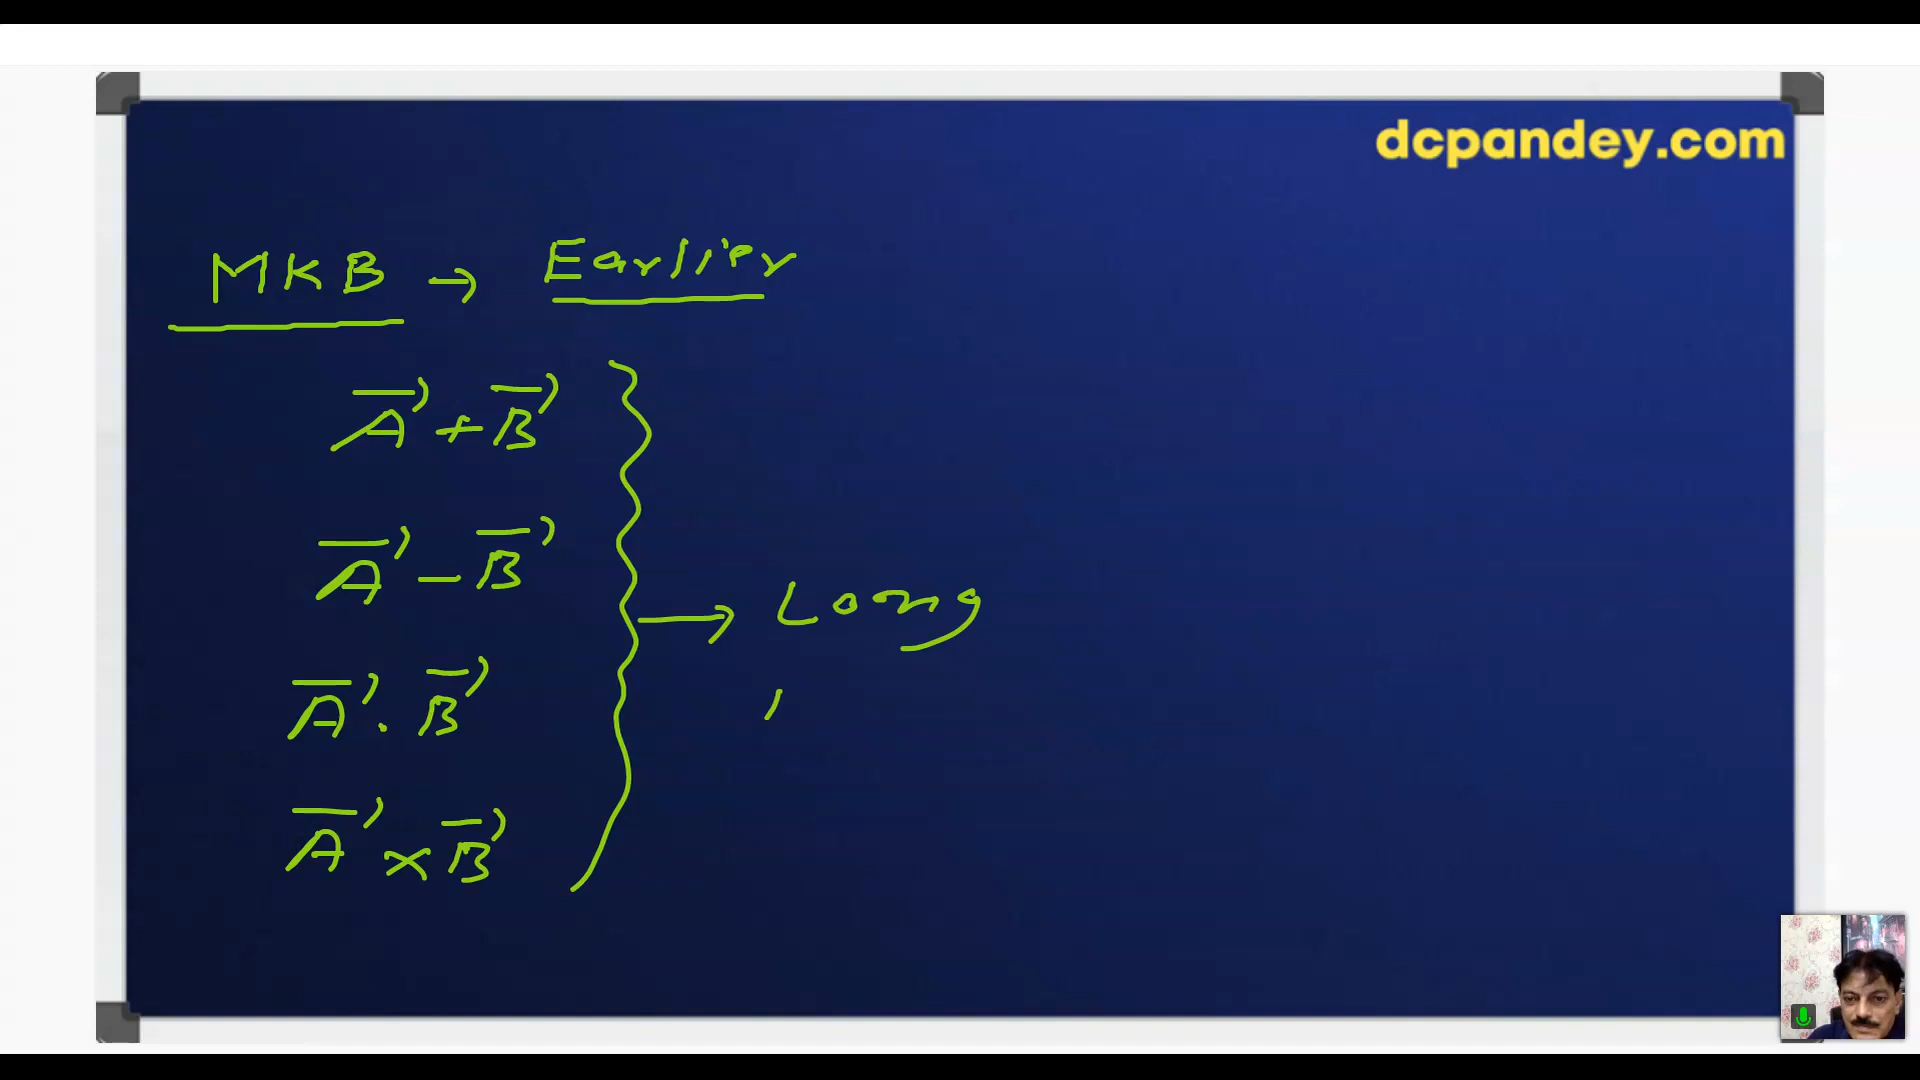 dcpandey.com
MKB → Earlier
A⃗ + B⃗
A⃗ − B⃗
→ Long
A⃗ . B⃗
A⃗ × B⃗